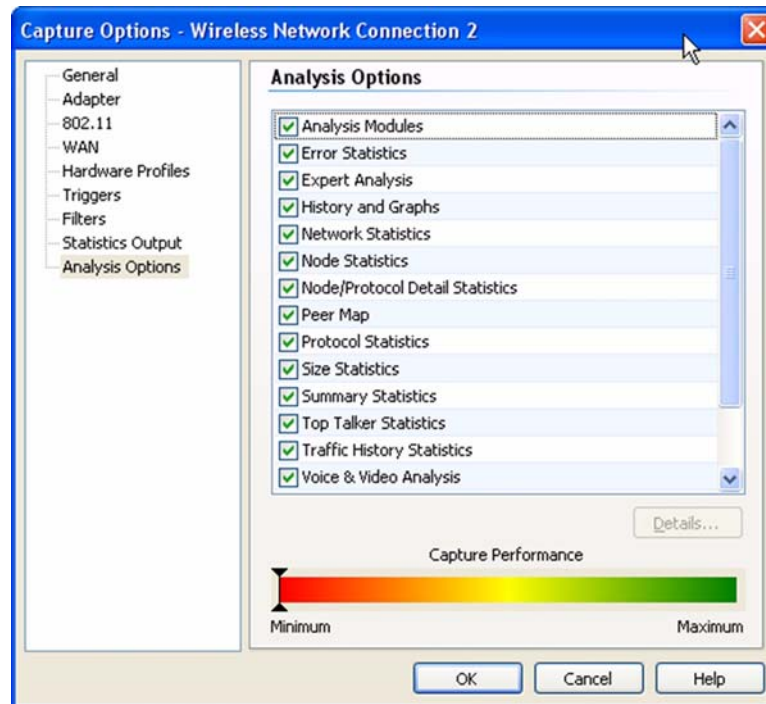 Capture Options - Wireless Network Connection 2
General
Adapter
802.11
WAN
Hardware Profiles
Triggers
Filters
Statistics Output
Analysis Options
Analysis Options
Analysis Modules
Error Statistics
Expert Analysis
History and Graphs
Network Statistics
Node Statistics
Node/Protocol Detail Statistics
Peer Map
Protocol Statistics
Size Statistics
Summary Statistics
Top Talker Statistics
Traffic History Statistics
Voice & Video Analysis
Details...
Capture Performance
Minimum Maximum
OK Cancel Help